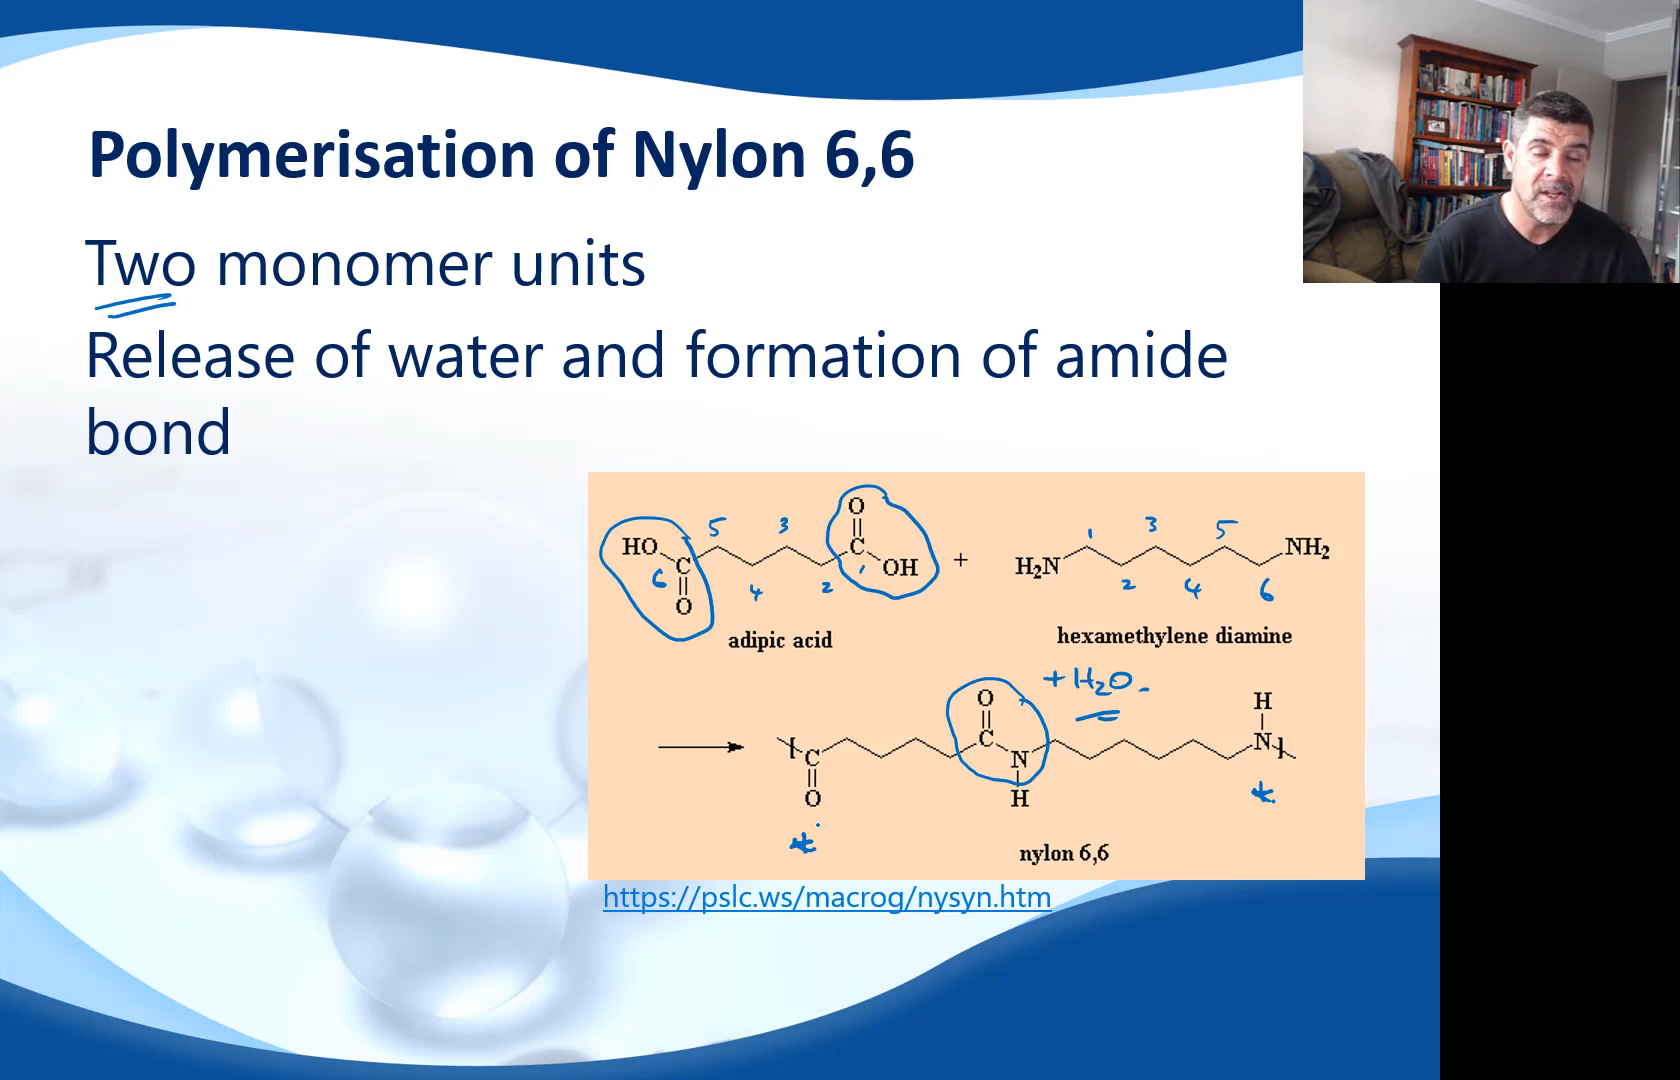 Polymerisation of Nylon 6,6
Two monomer units
Release of water and formation of amide
bond
HO C O 6 5 4 3 2 1 O C OH + H₂N 1 2 3 4 5 6 NH₂
adipic acid
hexamethylene diamine
+ H₂O
C O O C N H H N
* *
nylon 6,6
https://pslc.ws/macrog/nysyn.htm